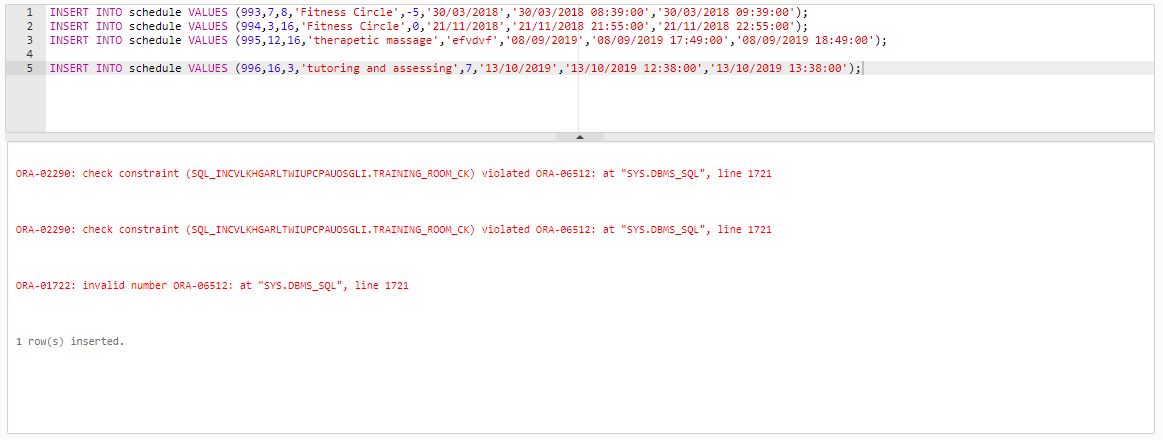 1 INSERT INTO schedule VALUES (993,7,8,'Fitness Circle',-5,'30/03/2018','30/03/2018 08:39:00','30/03/2018 09:39:00');
2 INSERT INTO schedule VALUES (994,3,16,'Fitness Circle',0,'21/11/2018','21/11/2018 21:55:00','21/11/2018 22:55:00');
3 INSERT INTO schedule VALUES (995,12,16,'therapetic massage','efvdvf','08/09/2019','08/09/2019 17:49:00','08/09/2019 18:49:00');
4
5 INSERT INTO schedule VALUES (996,16,3,'tutoring and assessing',7,'13/10/2019','13/10/2019 12:38:00','13/10/2019 13:38:00');
ORA-02290: check constraint (SQL_INCVLKHGARLTWIUPCPAUOSGLI.TRAINING_ROOM_CK) violated ORA-06512: at "SYS.DBMS_SQL", line 1721
ORA-02290: check constraint (SQL_INCVLKHGARLTWIUPCPAUOSGLI.TRAINING_ROOM_CK) violated ORA-06512: at "SYS.DBMS_SQL", line 1721
ORA-01722: invalid number ORA-06512: at "SYS.DBMS_SQL", line 1721
1 row(s) inserted.